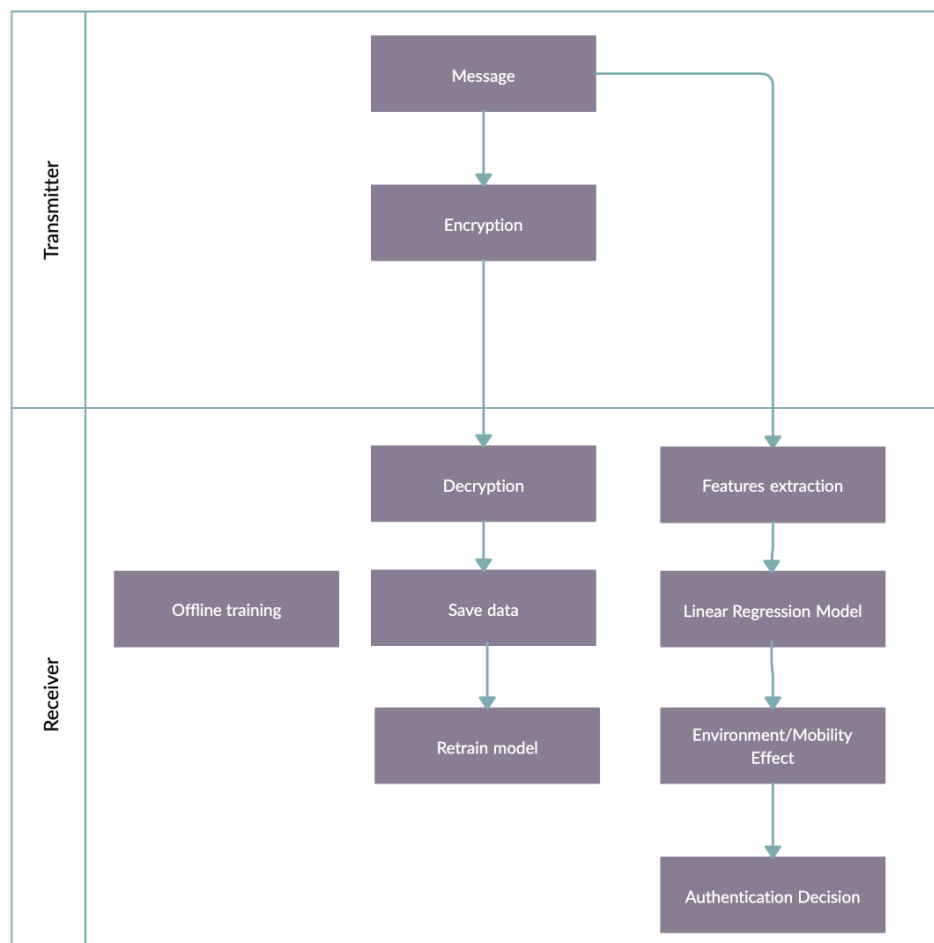 Transmitter
Message
Encryption
Receiver
Decryption
Features extraction
Offline training
Save data
Linear Regression Model
Retrain model
Environment/Mobility
Effect
Authentication Decision